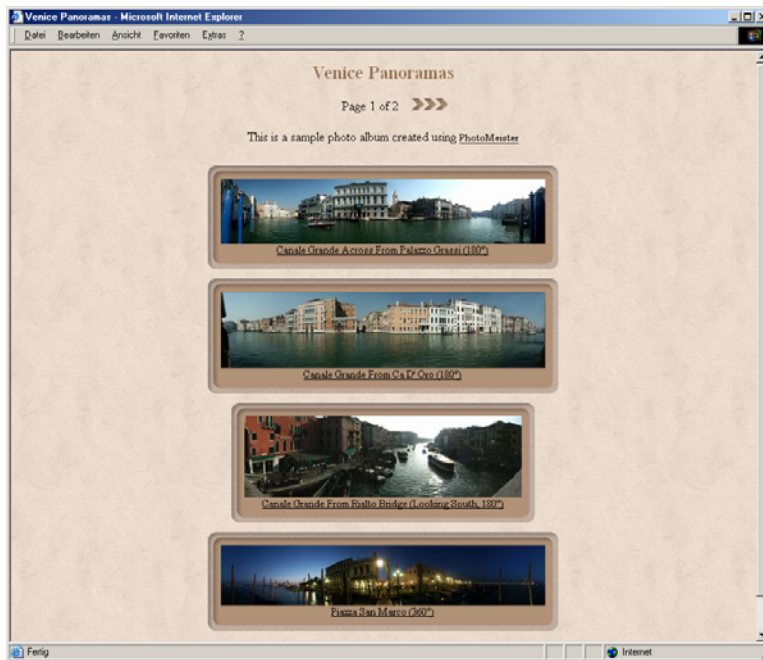 Venice Panoramas - Microsoft Internet Explorer
Datei Bearbeiten Ansicht Favoriten Extras ?
Venice Panoramas
Page 1 of 2
This is a sample photo album created using PhotoMeister
Canale Grande Across From Palazzo Grassi (180°)
Canale Grande From Ca D' Oro (180°)
Canale Grande From Rialto Bridge (Looking South, 180°)
Piazza San Marco (360°)
Fertig Internet